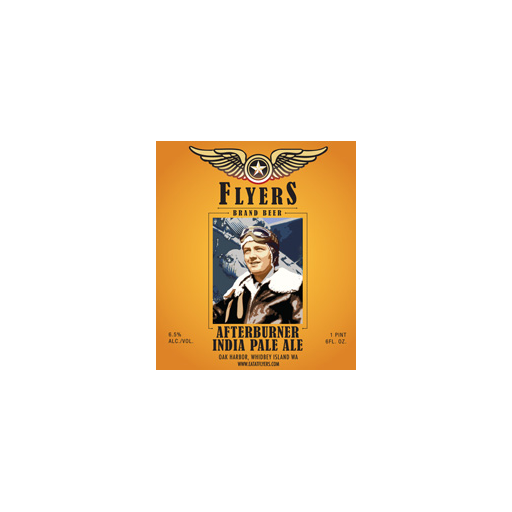 FLYERS
BRAND BEER
AFTERBURNER
INDIA PALE ALE
6.5%
ALC./VOL.
1 PINT
6FL. OZ.
OAK HARBOR, WHIDBEY ISLAND WA
WWW.EATATFLYERS.COM